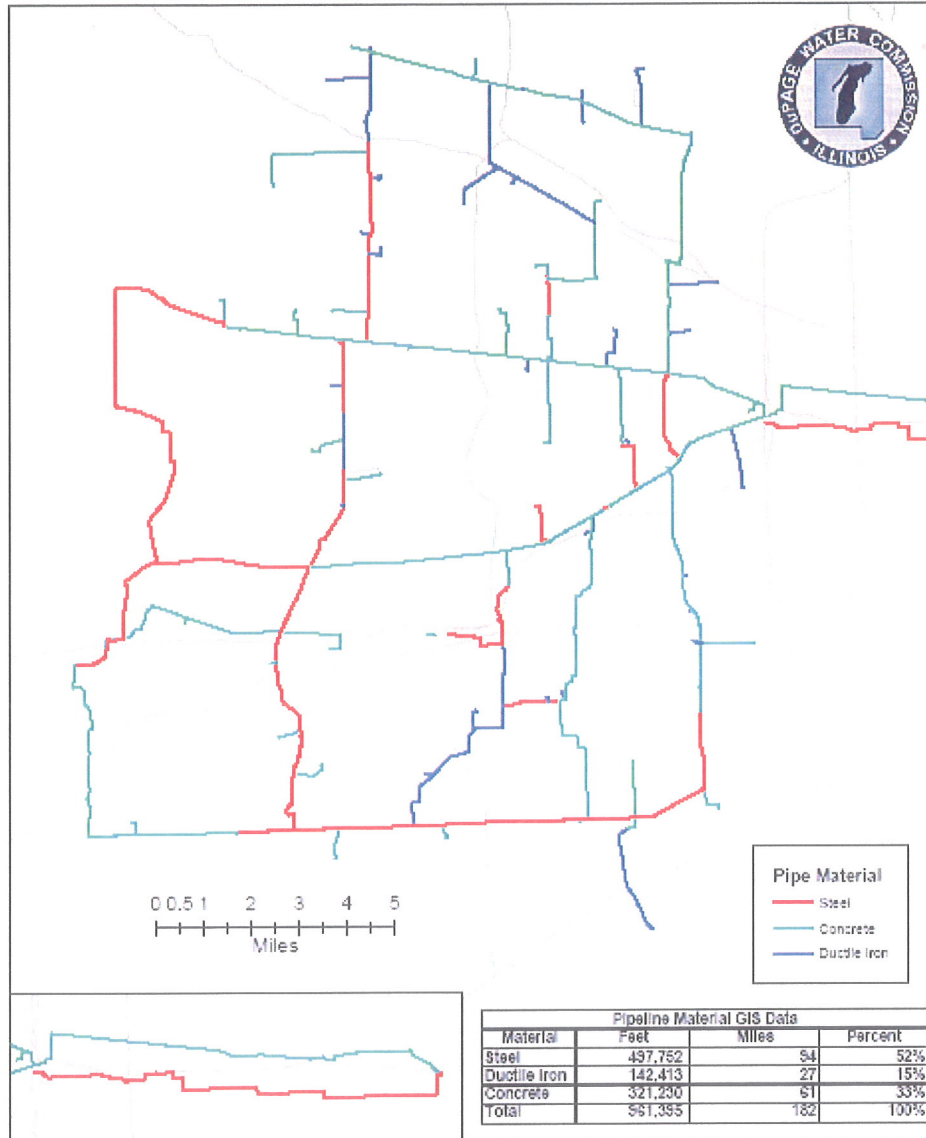 DUPAGE WATER COMMISSION
• ILLINOIS •
0 0.5 1 2 3 4 5
Miles
Pipe Material
Steel
Concrete
Ductile Iron
Pipeline Material GIS Data
Material Feet Miles Percent
Steel 497,752 94 52%
Ductile Iron 142,413 27 15%
Concrete 321,230 61 33%
Total 961,395 182 100%